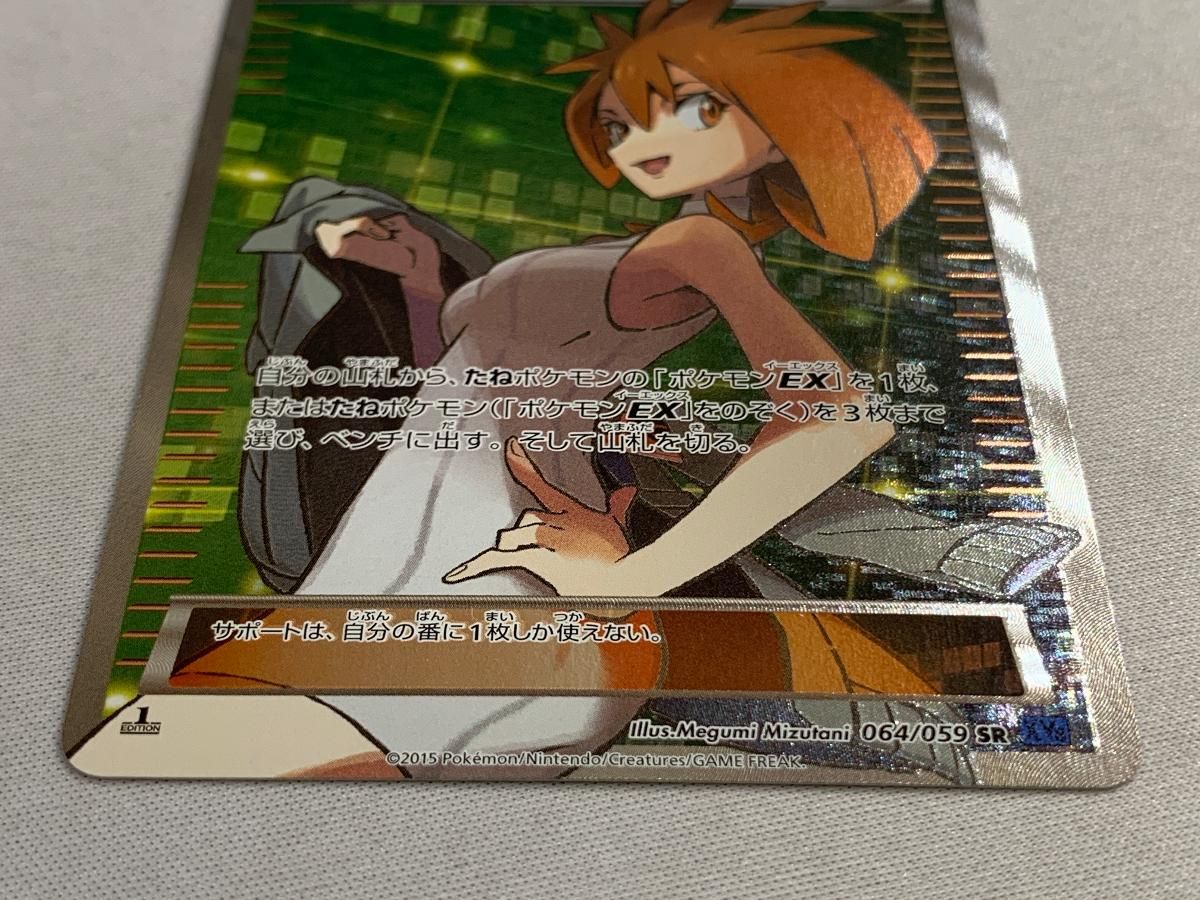 自分の山札から、たねポケモンの「ポケモンEX」を1枚、
またはたねポケモン(「ポケモンEX」をのぞく)を3枚まで
選び、ベンチに出す。そして山札を切る。
サポートは、自分の番に1枚しか使えない。
1
EDITION
Illus.Megumi Mizutani 064/059 SR
©2015 Pokémon/Nintendo/Creatures/GAME FREAK.